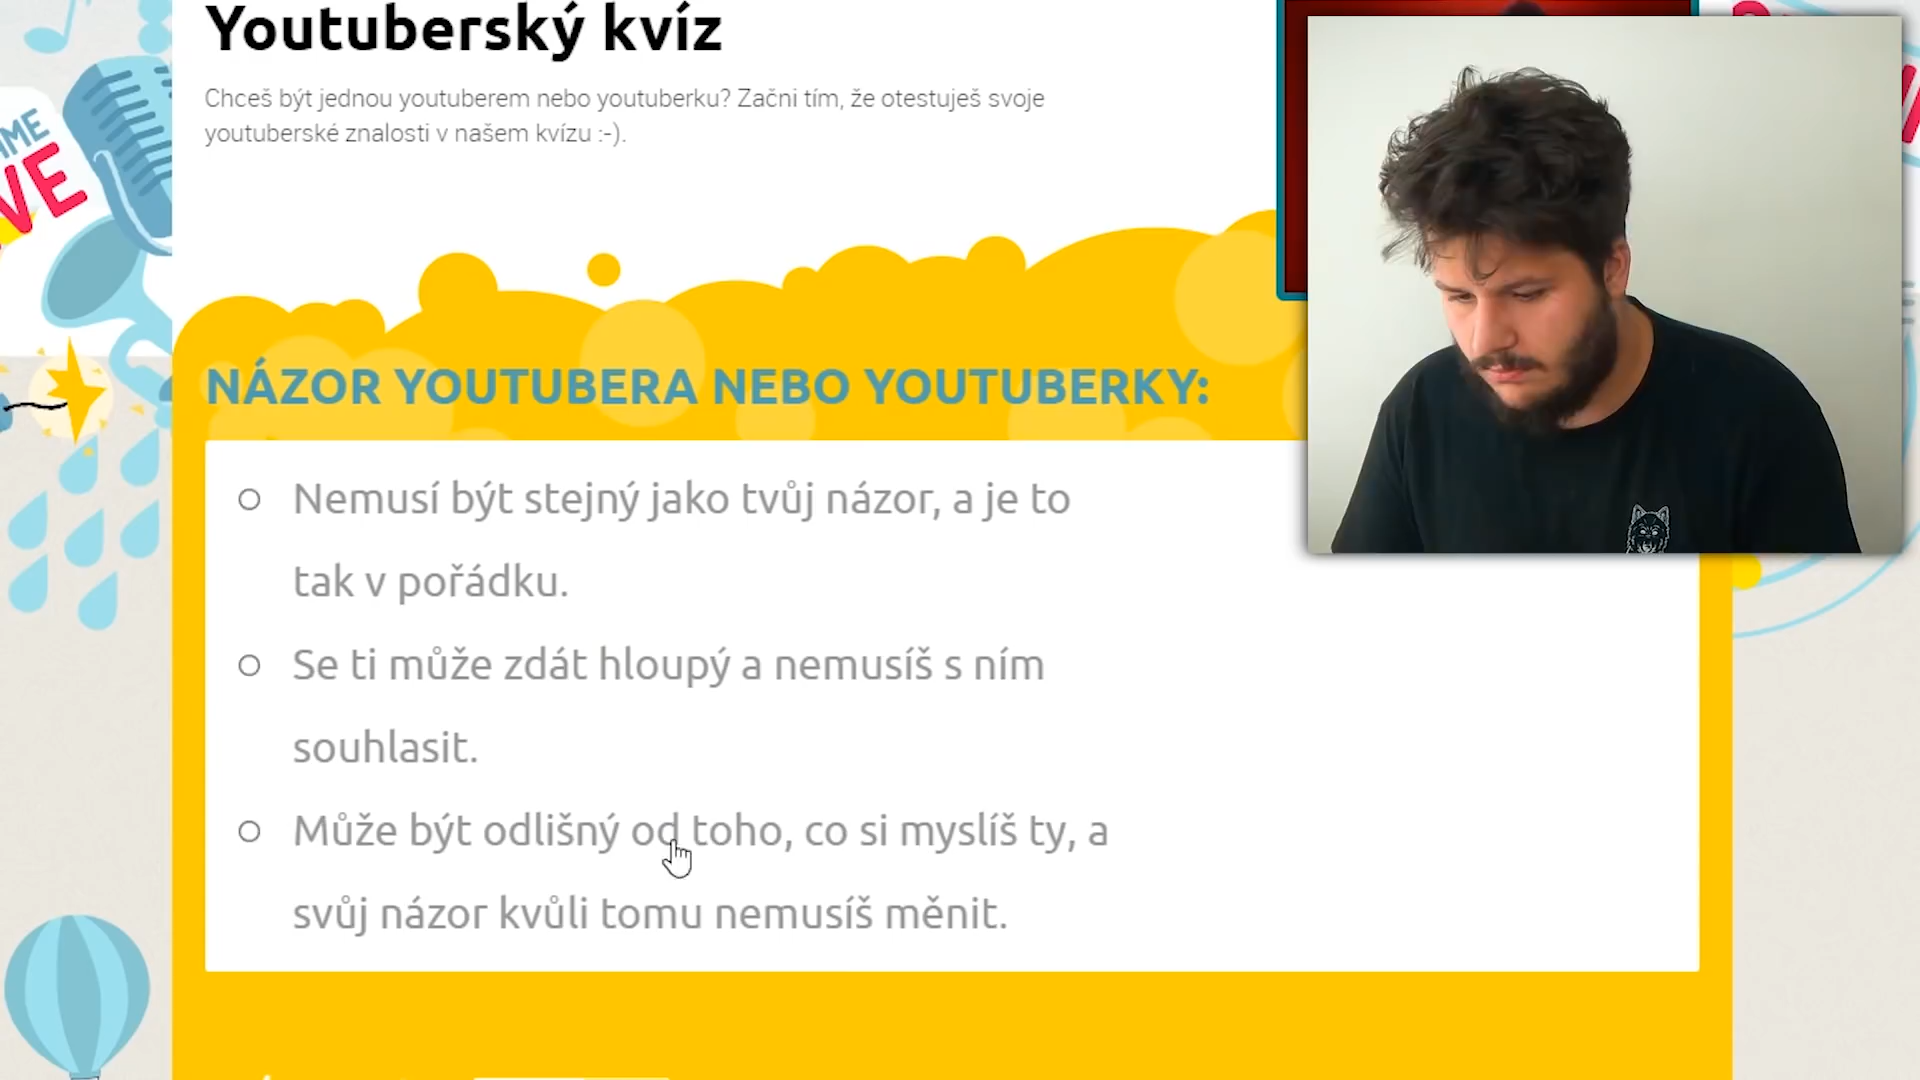 Youtuberský kvíz
Chceš být jednou youtuberem nebo youtuberku? Začni tím, že otestuješ svoje
youtuberské znalosti v našem kvízu :-).
NÁZOR YOUTUBERA NEBO YOUTUBERKY:
Nemusí být stejný jako tvůj názor, a je to
tak v pořádku.
Se ti může zdát hloupý a nemusíš s ním
souhlasit.
Může být odlišný od toho, co si myslíš ty, a
svůj názor kvůli tomu nemusíš měnit.